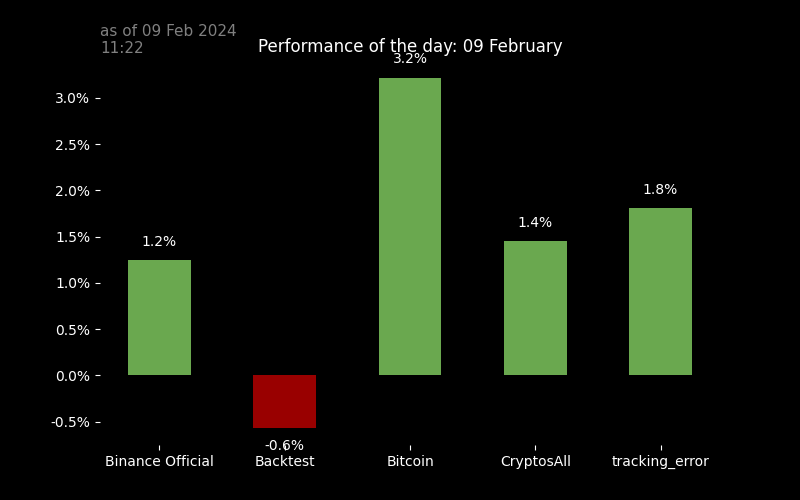 as of 09 Feb 2024
11:22
Performance of the day: 09 February
3.2%
3.0%
2.5%
2.0%
1.8%
1.5%
1.4%
1.2%
1.0%
0.5%
0.0%
-0.5%
-0.6%
Binance Official
Backtest
Bitcoin
CryptosAll
tracking_error